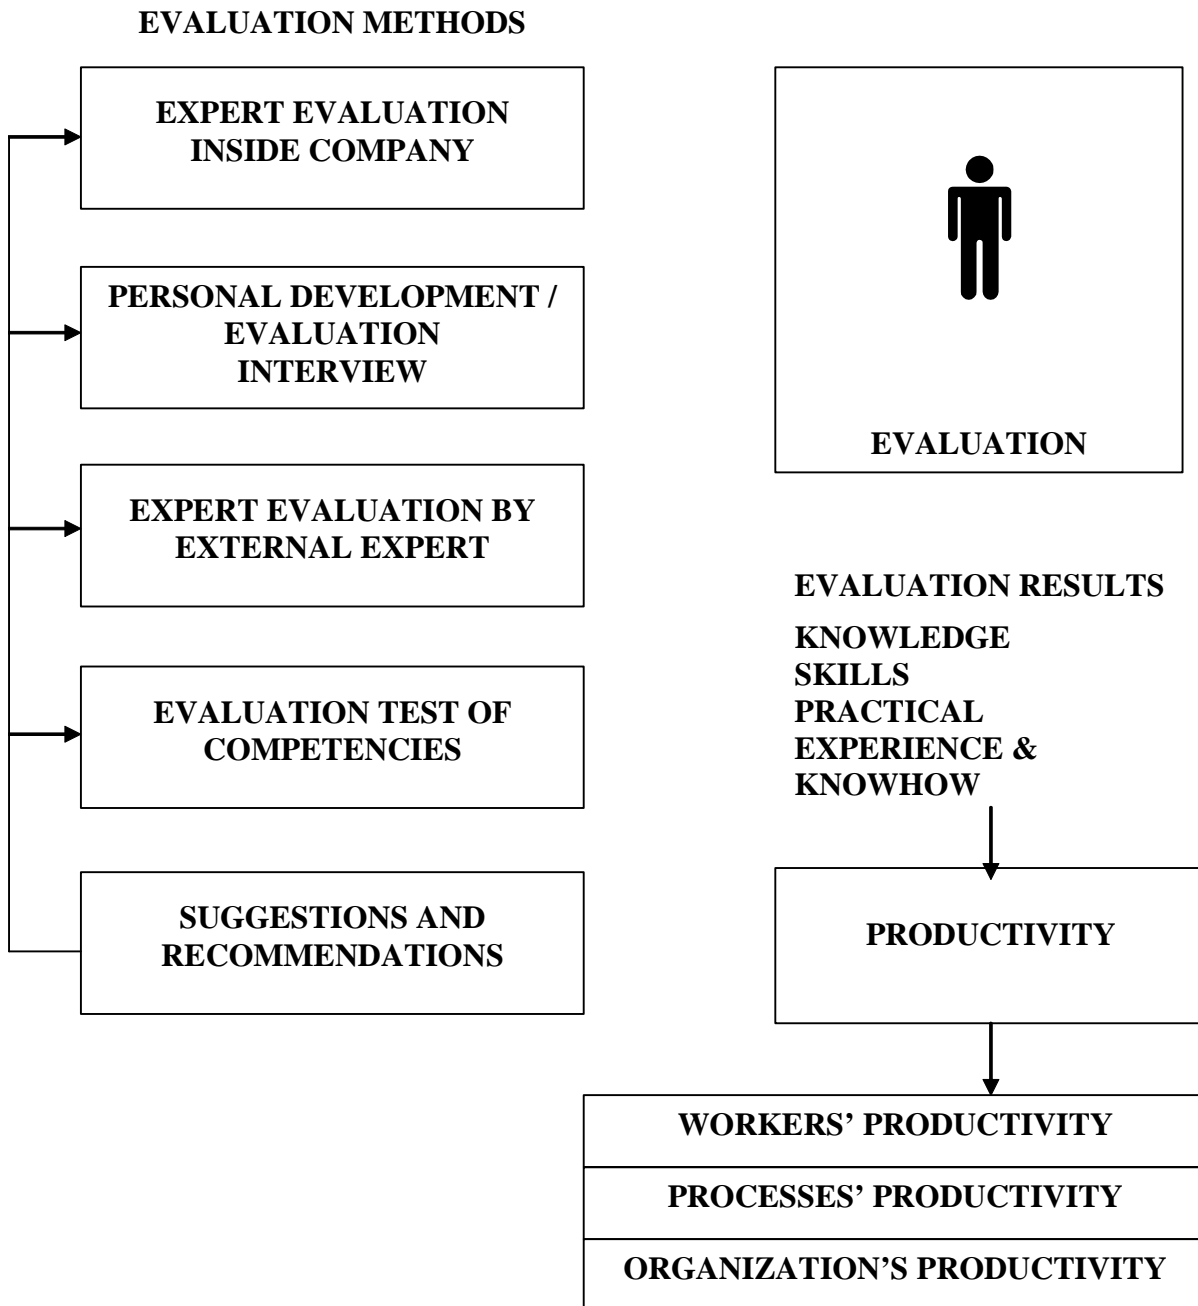 EVALUATION METHODS
EXPERT EVALUATION
INSIDE COMPANY
PERSONAL DEVELOPMENT /
EVALUATION
INTERVIEW
EXPERT EVALUATION BY
EXTERNAL EXPERT
EVALUATION TEST OF
COMPETENCIES
SUGGESTIONS AND
RECOMMENDATIONS
EVALUATION
EVALUATION RESULTS
KNOWLEDGE
SKILLS
PRACTICAL
EXPERIENCE &
KNOWHOW
PRODUCTIVITY
WORKERS’ PRODUCTIVITY
PROCESSES’ PRODUCTIVITY
ORGANIZATION’S PRODUCTIVITY